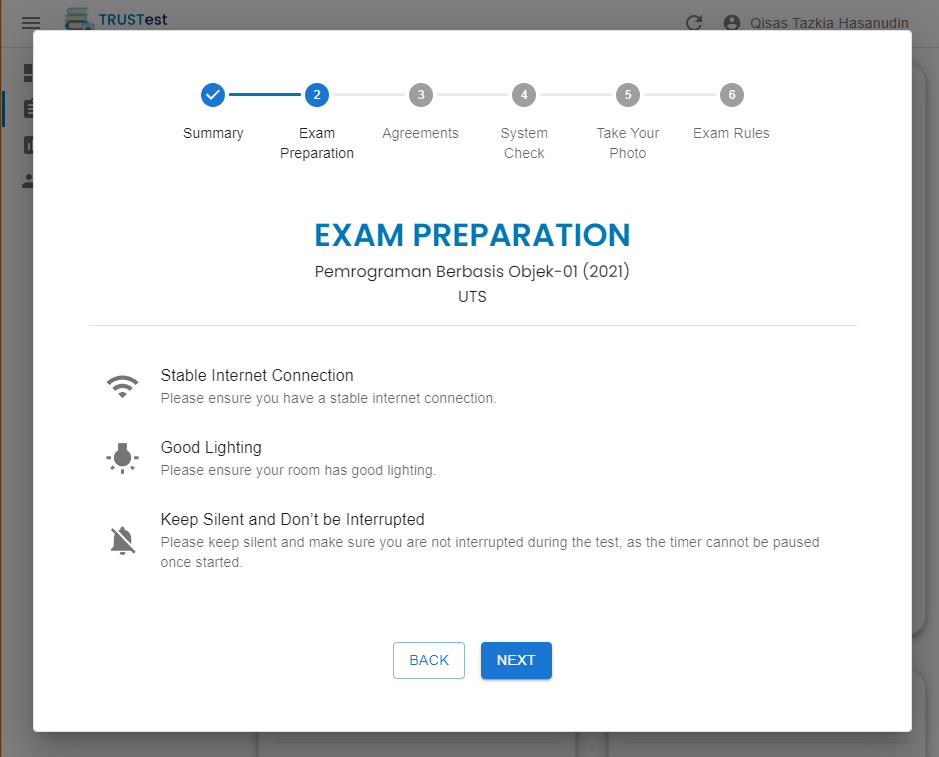 TRUSTest
Qisas Tazkia Hasanudin
2
3
4
5
6
Summary
Exam
Preparation
Agreements
System
Check
Take Your
Photo
Exam Rules
EXAM PREPARATION
Pemrograman Berbasis Objek-01 (2021)
UTS
Stable Internet Connection
Please ensure you have a stable internet connection.
Good Lighting
Please ensure your room has good lighting.
Keep Silent and Don’t be Interrupted
Please keep silent and make sure you are not interrupted during the test, as the timer cannot be paused
once started.
BACK
NEXT